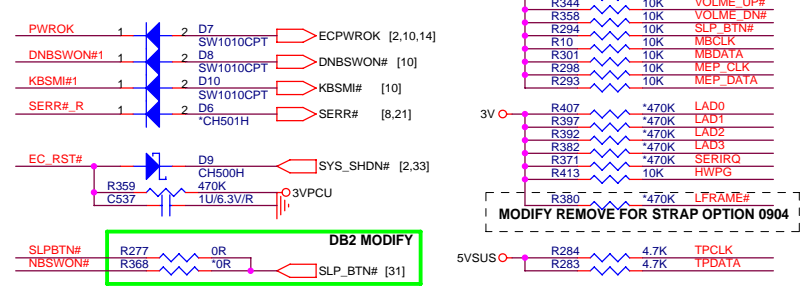 PWROK 1 2 D7 SW1010CPT ECPWROK [2,10,14]
DNBSWON#1 1 2 D8 SW1010CPT DNBSWON# [10]
KBSMI#1 1 2 D10 SW1010CPT KBSMI# [10]
SERR#_R 1 2 D6 *CH501H SERR# [8,21]
EC_RST# D9 CH500H SYS_SHDN# [2,33]
R359 470K 3VPCU
C537 1U/6.3V/R
DB2 MODIFY
SLPBTN# R277 0R
NBSWON# R368 *0R SLP_BTN# [31]
R344 10K VOLME_UP#
R358 10K VOLME_DN#
R294 10K SLP_BTN#
R10 10K MBCLK
R301 10K MBDATA
R298 10K MEP_CLK
R293 10K MEP_DATA
3V R407 *470K LAD0
R397 *470K LAD1
R392 *470K LAD2
R382 *470K LAD3
R371 *470K SERIRQ
R413 10K HWPG
R380 *470K LFRAME#
MODIFY REMOVE FOR STRAP OPTION 0904
5VSUS R284 4.7K TPCLK
R283 4.7K TPDATA